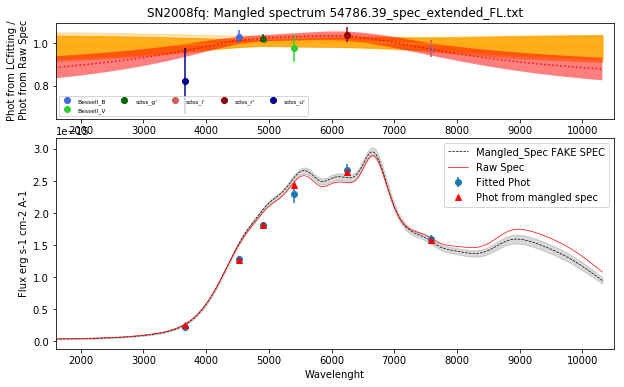 SN2008fq: Mangled spectrum 54786.39_spec_extended_FL.txt
Phot from LCfitting /
Phot from Raw Spec
1.0
0.8
Bessell_B
Bessell_V
sdss_g'
sdss_i'
sdss_r'
sdss_u'
2000 3000 4000 5000 6000 7000 8000 9000 10000
Flux erg s-1 cm-2 A-1
3.0
2.5
2.0
1.5
1.0
0.5
0.0
Mangled_Spec FAKE SPEC
Raw Spec
Fitted Phot
Phot from mangled spec
2000 3000 4000 5000 6000 7000 8000 9000 10000
Wavelenght